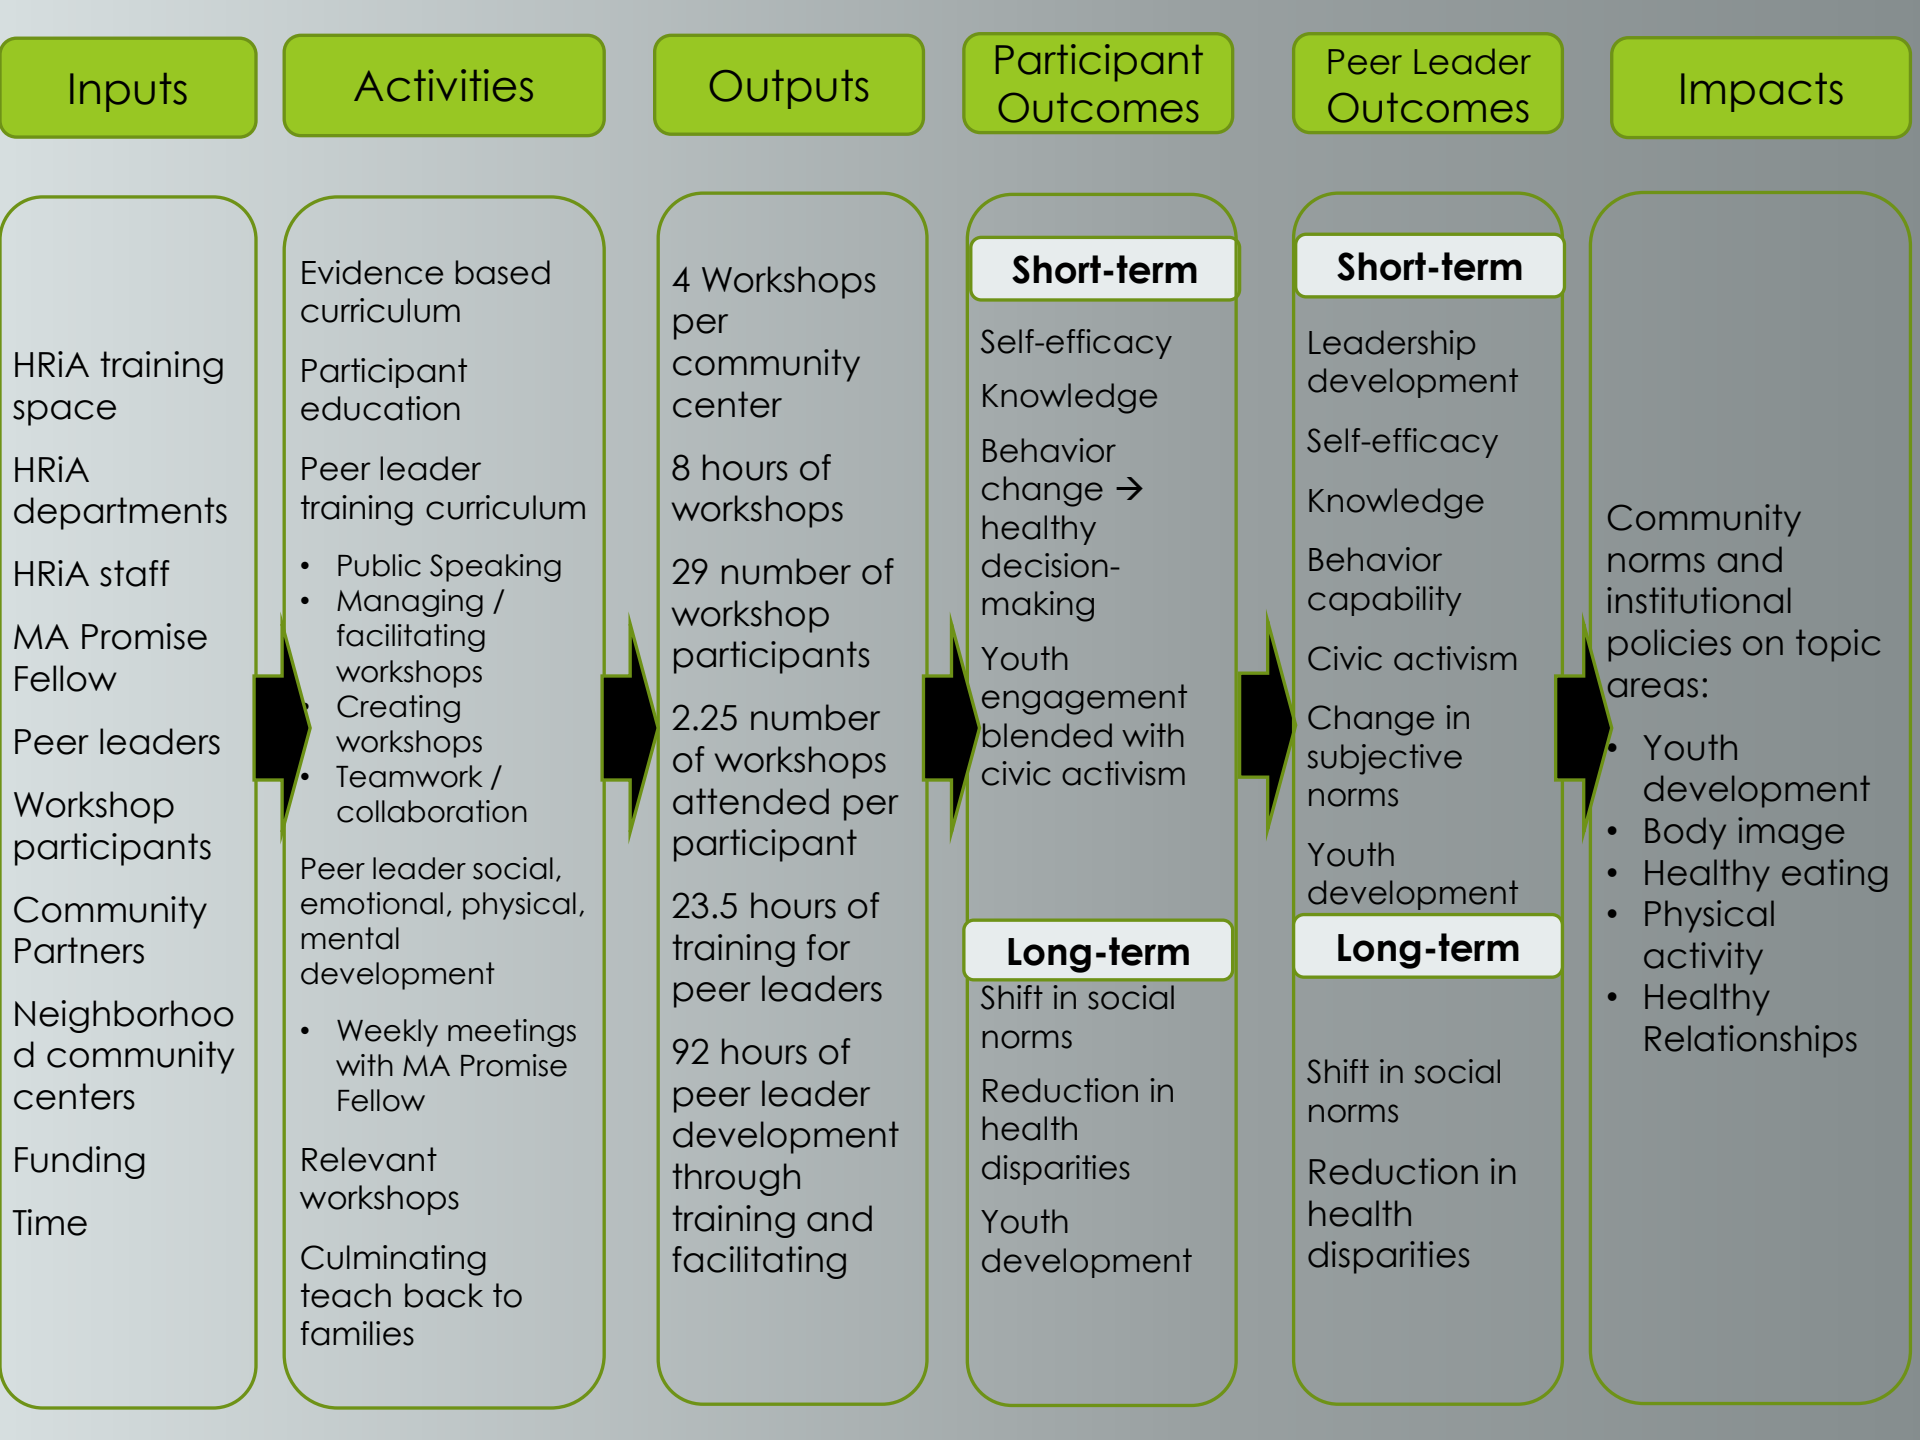 Inputs
Activities
Outputs
Participant
Outcomes
Peer Leader
Outcomes
Impacts
HRiA training
space
HRiA
departments
HRiA staff
MA Promise
Fellow
Peer leaders
Workshop
participants
Community
Partners
Neighborhoo
d community
centers
Funding
Time
Evidence based
curriculum
Participant
education
Peer leader
training curriculum
• Public Speaking
• Managing /
facilitating
workshops
• Creating
workshops
• Teamwork /
collaboration
Peer leader social,
emotional, physical,
mental
development
• Weekly meetings
with MA Promise
Fellow
Relevant
workshops
Culminating
teach back to
families
4 Workshops
per
community
center
8 hours of
workshops
29 number of
workshop
participants
2.25 number
of workshops
attended per
participant
23.5 hours of
training for
peer leaders
92 hours of
peer leader
development
through
training and
facilitating
Short-term
Self-efficacy
Knowledge
Behavior
change →
healthy
decision-
making
Youth
engagement
blended with
civic activism
Long-term
Shift in social
norms
Reduction in
health
disparities
Youth
development
Short-term
Leadership
development
Self-efficacy
Knowledge
Behavior
capability
Civic activism
Change in
subjective
norms
Youth
development
Long-term
Shift in social
norms
Reduction in
health
disparities
Community
norms and
institutional
policies on topic
areas:
• Youth
development
• Body image
• Healthy eating
• Physical
activity
• Healthy
Relationships